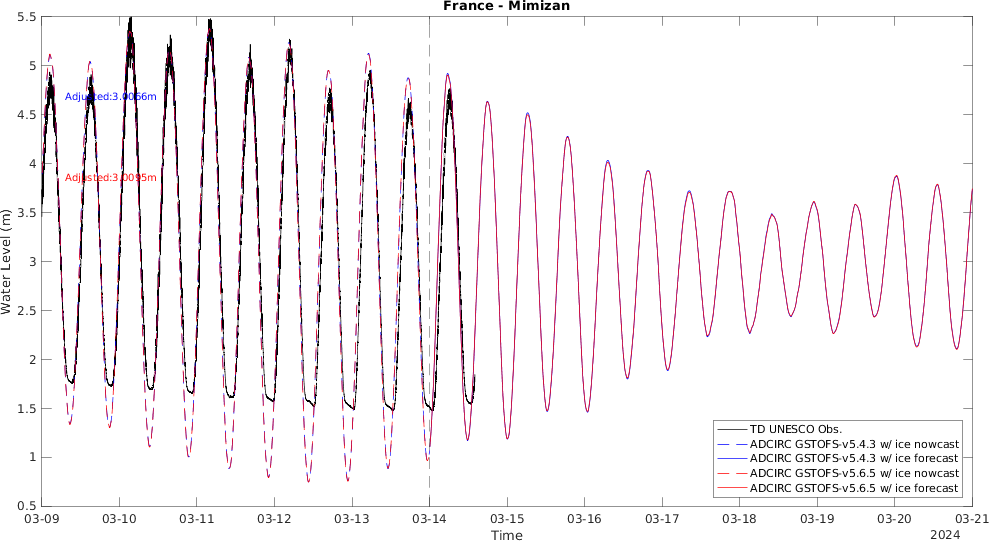 France - Mimizan
5.5
5
4.5
4
3.5
3
2.5
2
1.5
1
0.5
Water Level (m)
Adjusted:3.0066m
Adjusted:3.0095m
TD UNESCO Obs.
ADCIRC GSTOFS-v5.4.3 w/ ice nowcast
ADCIRC GSTOFS-v5.4.3 w/ ice forecast
ADCIRC GSTOFS-v5.6.5 w/ ice nowcast
ADCIRC GSTOFS-v5.6.5 w/ ice forecast
03-09 03-10 03-11 03-12 03-13 03-14 03-15 03-16 03-17 03-18 03-19 03-20 03-21
Time
2024